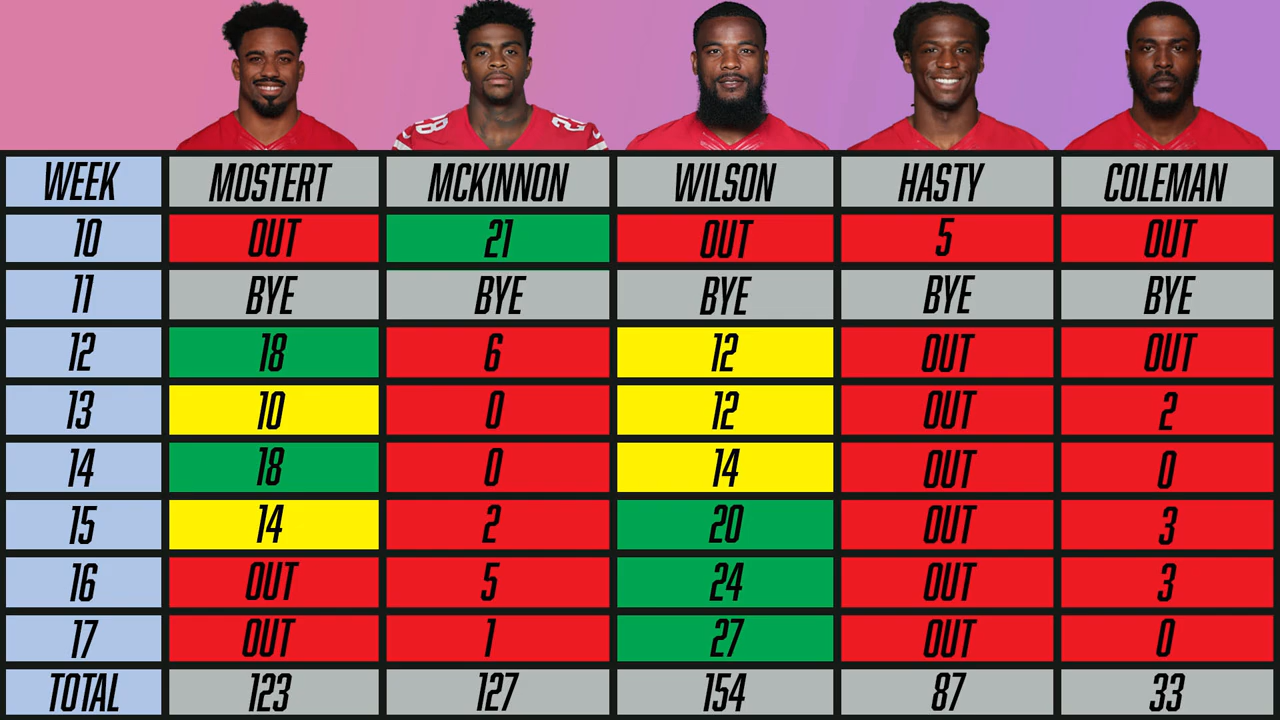 28 28
WEEK MOSTERT MCKINNON WILSON HASTY COLEMAN
10 OUT 21 OUT 5 OUT
11 BYE BYE BYE BYE BYE
12 18 6 12 OUT OUT
13 10 0 12 OUT 2
14 18 0 14 OUT 0
15 14 2 20 OUT 3
16 OUT 5 24 OUT 3
17 OUT 1 27 OUT 0
TOTAL 123 127 154 87 33